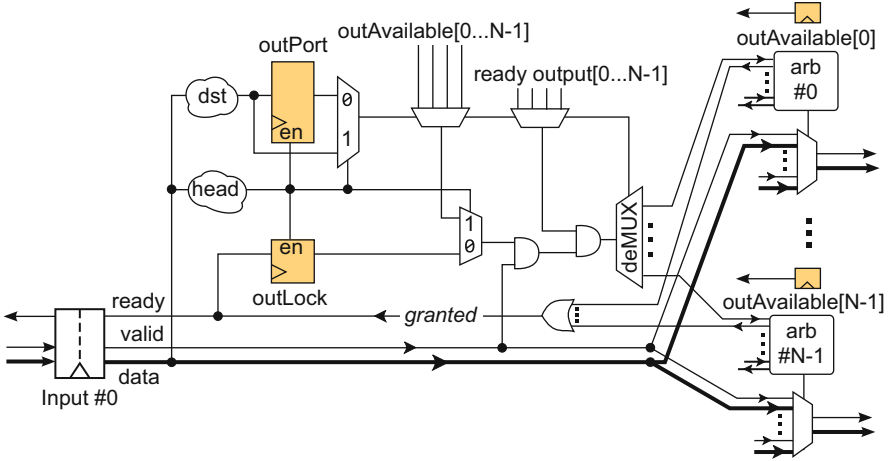 outAvailable[0...N-1]
outPort
ready output[0...N-1]
outAvailable[0]
arb
#0
dst
0
1
en
head
1
0
en
outLock
deMUX
outAvailable[N-1]
arb
#N-1
ready
granted
valid
data
Input #0